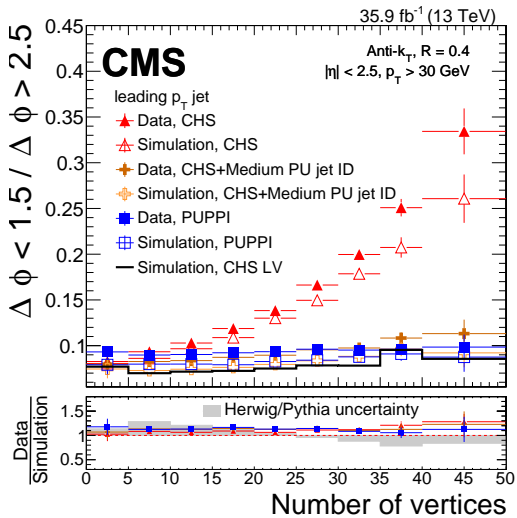 35.9 fb⁻¹ (13 TeV)
CMS
Anti-k_T, R = 0.4
|η| < 2.5, p_T > 30 GeV
leading p_T jet
Data, CHS
Simulation, CHS
Data, CHS+Medium PU jet ID
Simulation, CHS+Medium PU jet ID
Data, PUPPI
Simulation, PUPPI
Simulation, CHS LV
Δ ϕ < 1.5 / Δ ϕ > 2.5
0.45
0.4
0.35
0.3
0.25
0.2
0.15
0.1
Herwig/Pythia uncertainty
Data
Simulation
1.5
1
0.5
0 5 10 15 20 25 30 35 40 45 50
Number of vertices